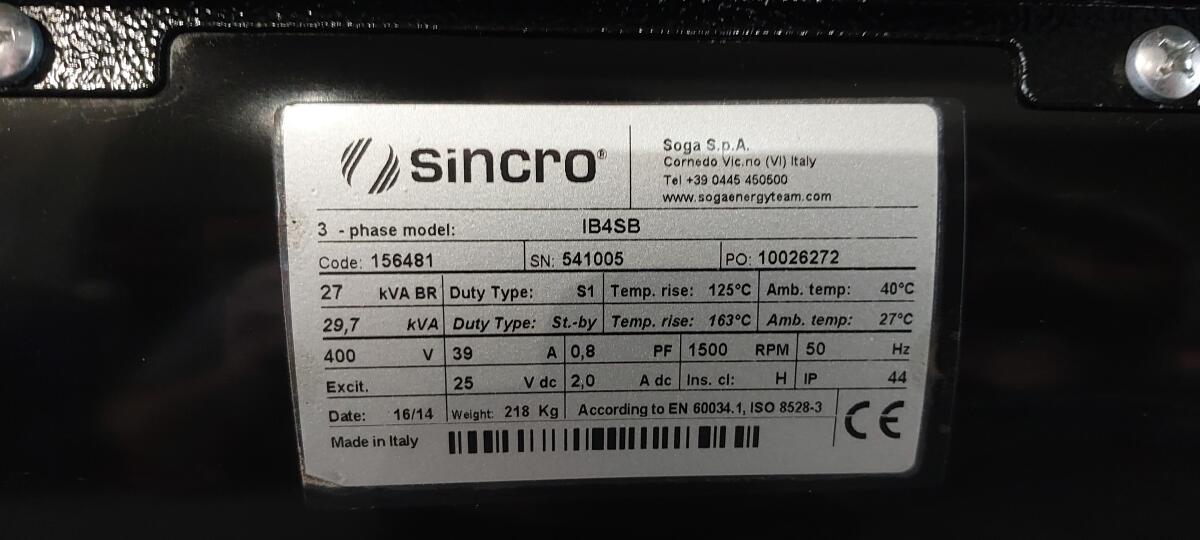 sincro®
Soga S.p.A.
Cornedo Vic.no (VI) Italy
Tel +39 0445 450500
www.sogaenergyteam.com
3 - phase model: IB4SB
Code: 156481 SN: 541005 PO: 10026272
27 kVA BR Duty Type: S1 Temp. rise: 125°C Amb. temp: 40°C
29,7 kVA Duty Type: St.-by Temp. rise: 163°C Amb. temp: 27°C
400 V 39 A 0,8 PF 1500 RPM 50 Hz
Excit. 25 V dc 2,0 A dc Ins. cl: H IP 44
Date: 16/14 Weight: 218 Kg According to EN 60034.1, ISO 8528-3 CE
Made in Italy